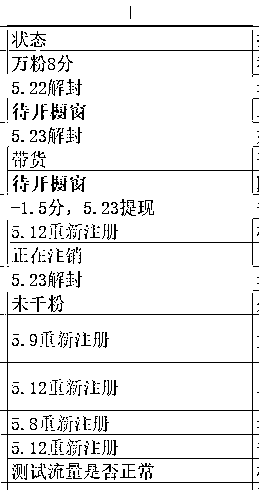 状态
万粉8分
5.22解封
待开橱窗
5.23解封
带货
待开橱窗
-1.5分，5.23提现
5.12重新注册
正在注销
5.23解封
未千粉
5.9重新注册
5.12重新注册
5.8重新注册
5.12重新注册
测试流量是否正常